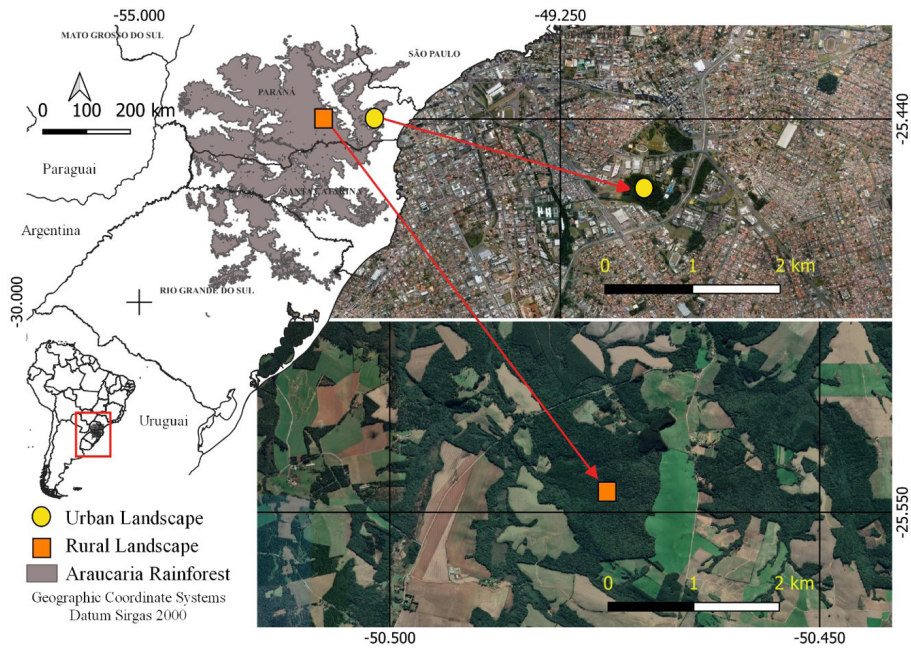 -55.000
-49.250
MATO GROSSO DO SUL
SÃO PAULO
PARANÁ
0 100 200 km
-25.440
Paraguai
SANTA CATARINA
Argentina
0 1 2 km
RIO GRANDE DO SUL
-30.000
Uruguai
Urban Landscape
Rural Landscape
Araucaria Rainforest
Geographic Coordinate Systems
Datum Sirgas 2000
-25.550
0 1 2 km
-50.500
-50.450